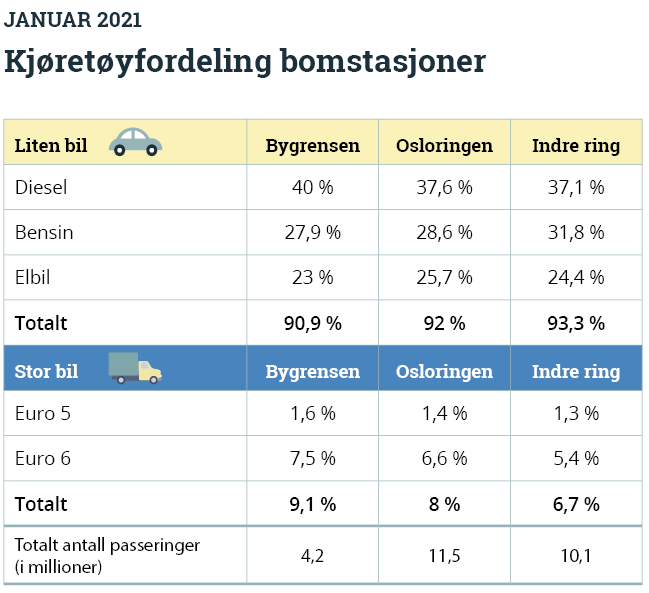 JANUAR 2021
Kjøretøyfordeling bomstasjoner
Liten bil Bygrensen Osloringen Indre ring
Diesel 40 % 37,6 % 37,1 %
Bensin 27,9 % 28,6 % 31,8 %
Elbil 23 % 25,7 % 24,4 %
Totalt 90,9 % 92 % 93,3 %
Stor bil Bygrensen Osloringen Indre ring
Euro 5 1,6 % 1,4 % 1,3 %
Euro 6 7,5 % 6,6 % 5,4 %
Totalt 9,1 % 8 % 6,7 %
Totalt antall passeringer
(i millioner) 4,2 11,5 10,1